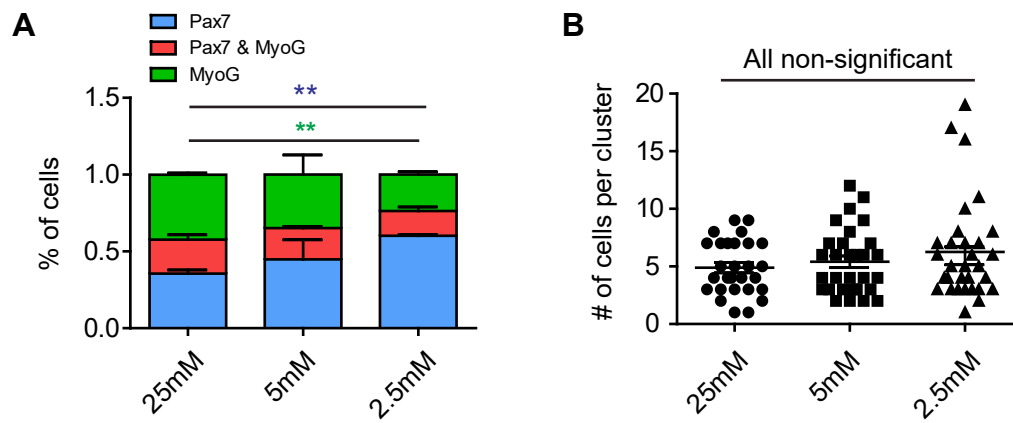 A
Pax7
Pax7 & MyoG
MyoG
% of cells
1.5
1.0
0.5
0.0
**
**
25mM
5mM
2.5mM
B
All non-significant
# of cells per cluster
20
15
10
5
0
25mM
5mM
2.5mM